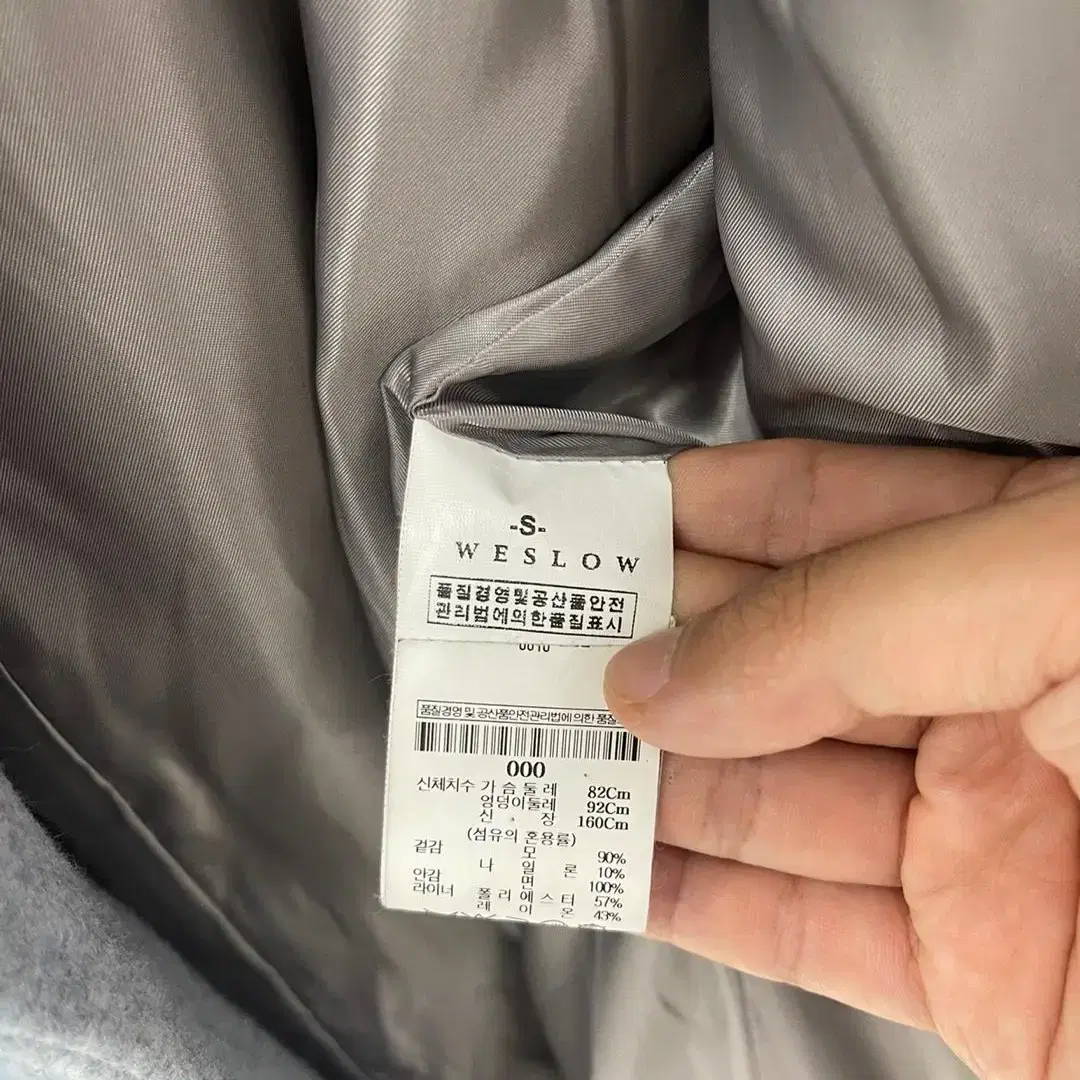 -S-
WESLOW
품질경영및공산품안전
관리법에의한품질표시
품질경영 및 공산품안전관리법에 의한 품질
000
신체치수 가슴둘레 82Cm
엉덩이둘레 92Cm
신장 160Cm
(섬유의 혼용률)
겉감 모 90%
나일론 10%
안감 면 100%
라이너 폴리에스터 57%
레이온 43%